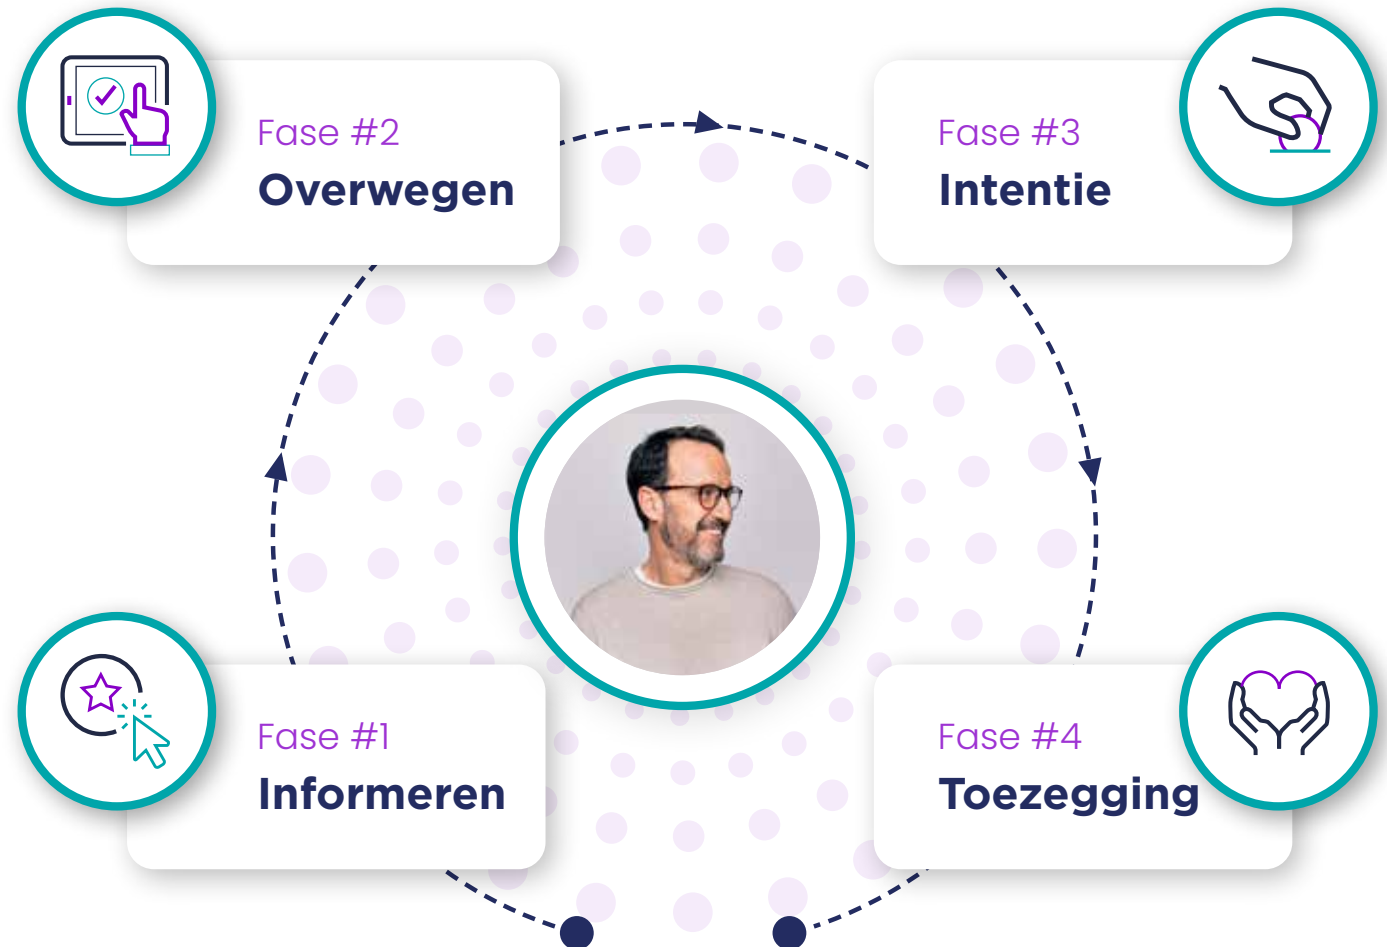 Fase #2
Overwegen
Fase #3
Intentie
Fase #1
Informeren
Fase #4
Toezegging